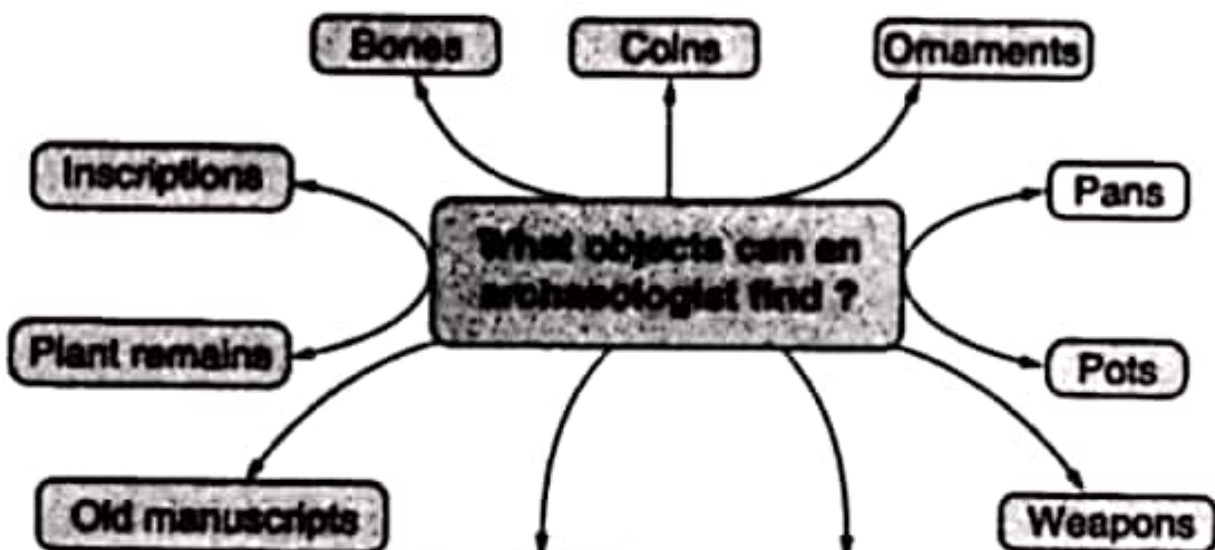 Bones
Coins
Ornaments
Inscriptions
Pans
What objects can an
archaeologist find ?
Plant remains
Pots
Old manuscripts
Weapons